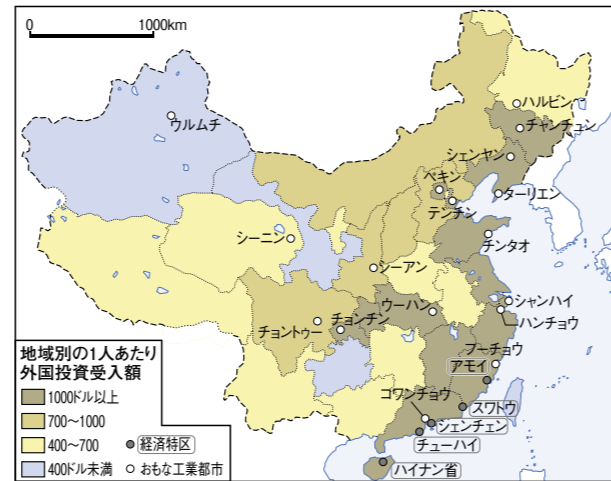 0 1000km
ハルビン
チャンチュン
ウルムチ
シェンヤン
ペキン
ターリエン
テンチン
シーニン
チンタオ
シーアン
ウーハン
シャンハイ
チョンチン
ハンチョウ
チョントゥー
フーチョウ
アモイ
コワンチョウ
スワトウ
シェンチェン
チューハイ
ハイナン省
地域別の1人あたり
外国投資受入額
1000ドル以上
700〜1000
400〜700
400ドル未満
経済特区
おもな工業都市